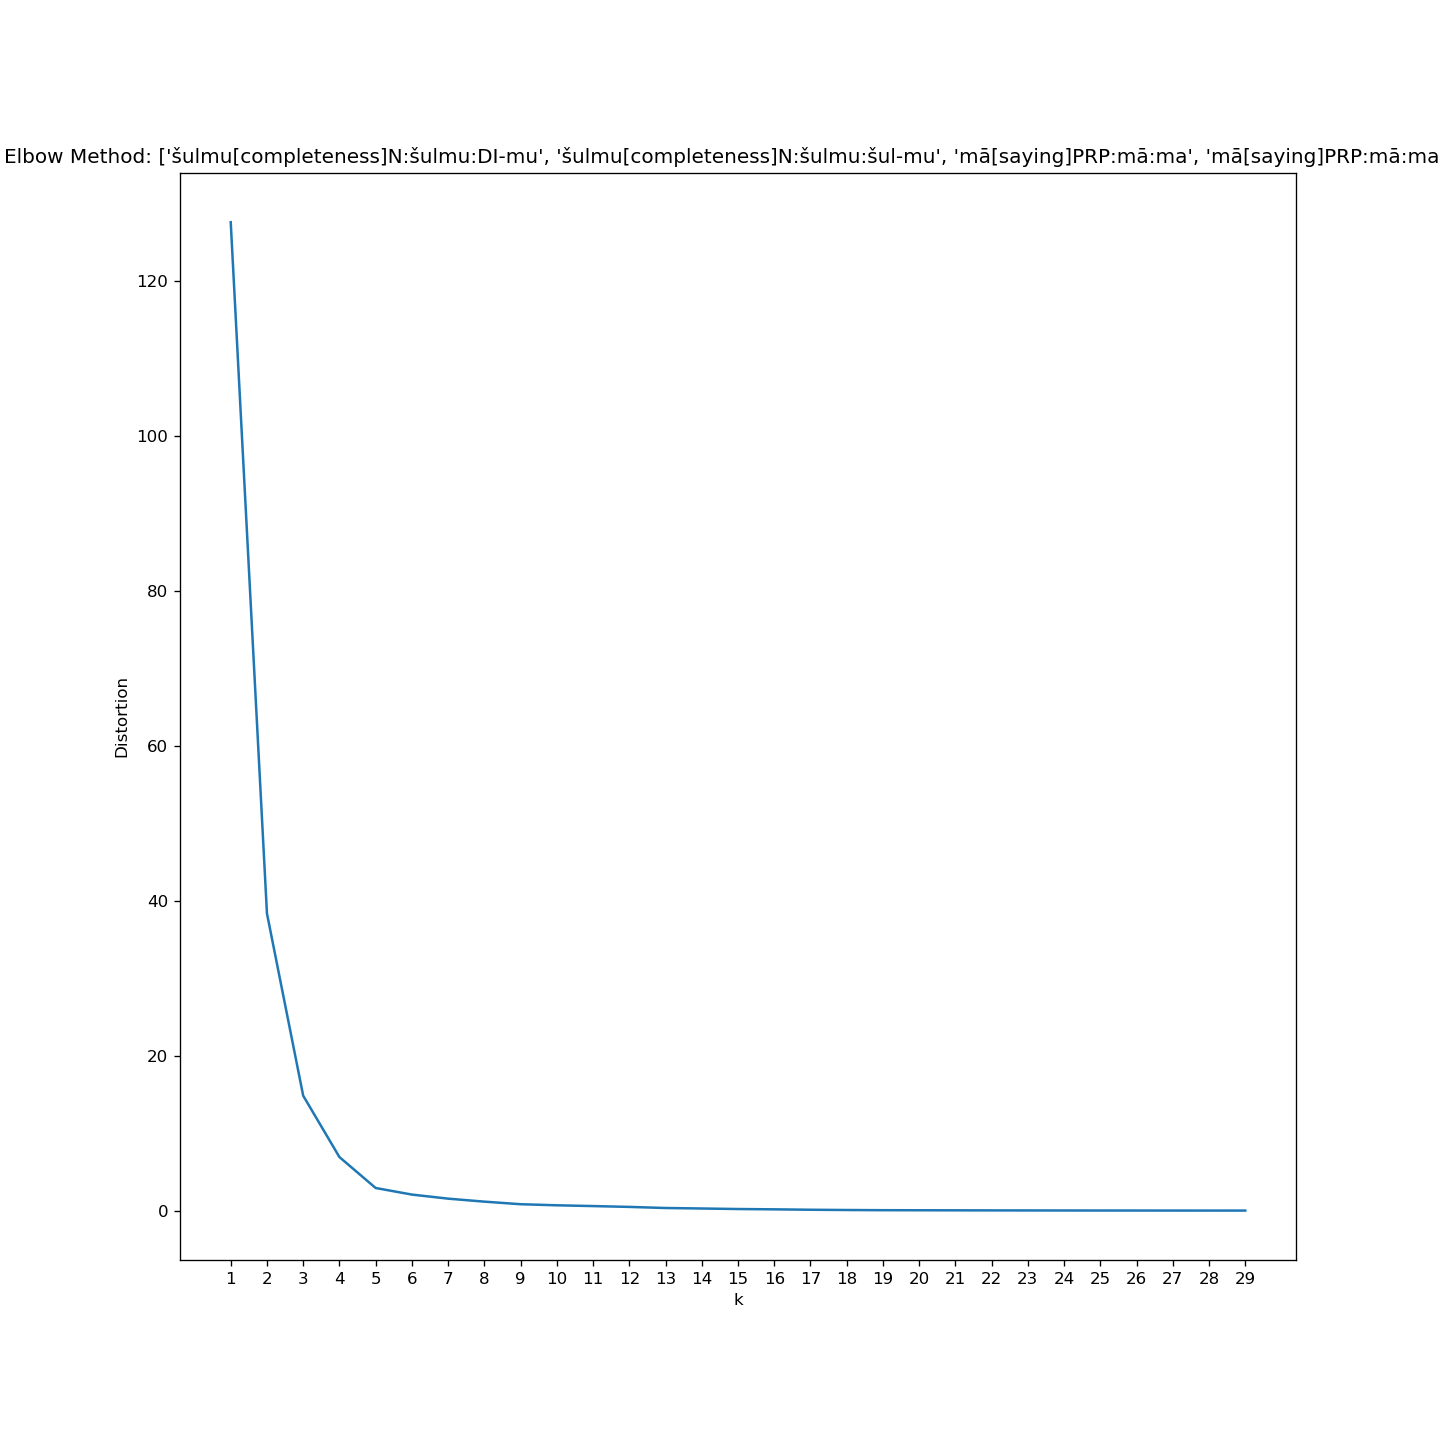 Elbow Method: ['šulmu[completeness]N:šulmu:DI-mu', 'šulmu[completeness]N:šulmu:šul-mu', 'mā[saying]PRP:mā:ma', 'mā[saying]PRP:mā:ma
120
100
80
60
40
20
0
Distortion
1 2 3 4 5 6 7 8 9 10 11 12 13 14 15 16 17 18 19 20 21 22 23 24 25 26 27 28 29
k